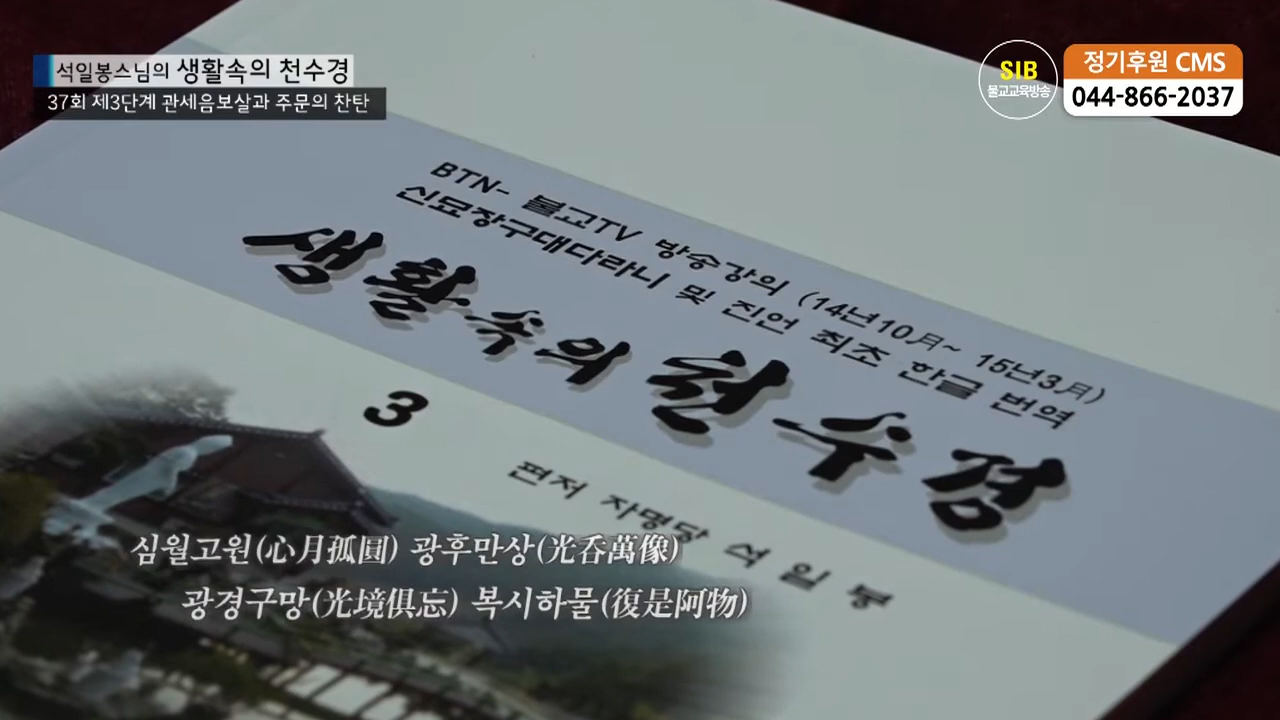 석일봉스님의 생활속의 천수경
37회 제3단계 관세음보살과 주문의 찬탄
SIB
불교교육방송
정기후원 CMS
044-866-2037
BTN- 불교TV 방송강의 (14년10月~ 15년3月)
신묘장구대다라니 및 진언 최초 한글 번역
생활속의 천수경
3
편저 자명당 석 일 봉
심월고원(心月孤圓) 광후만상(光呑萬像)
광경구망(光境俱忘) 복시하물(復是阿物)